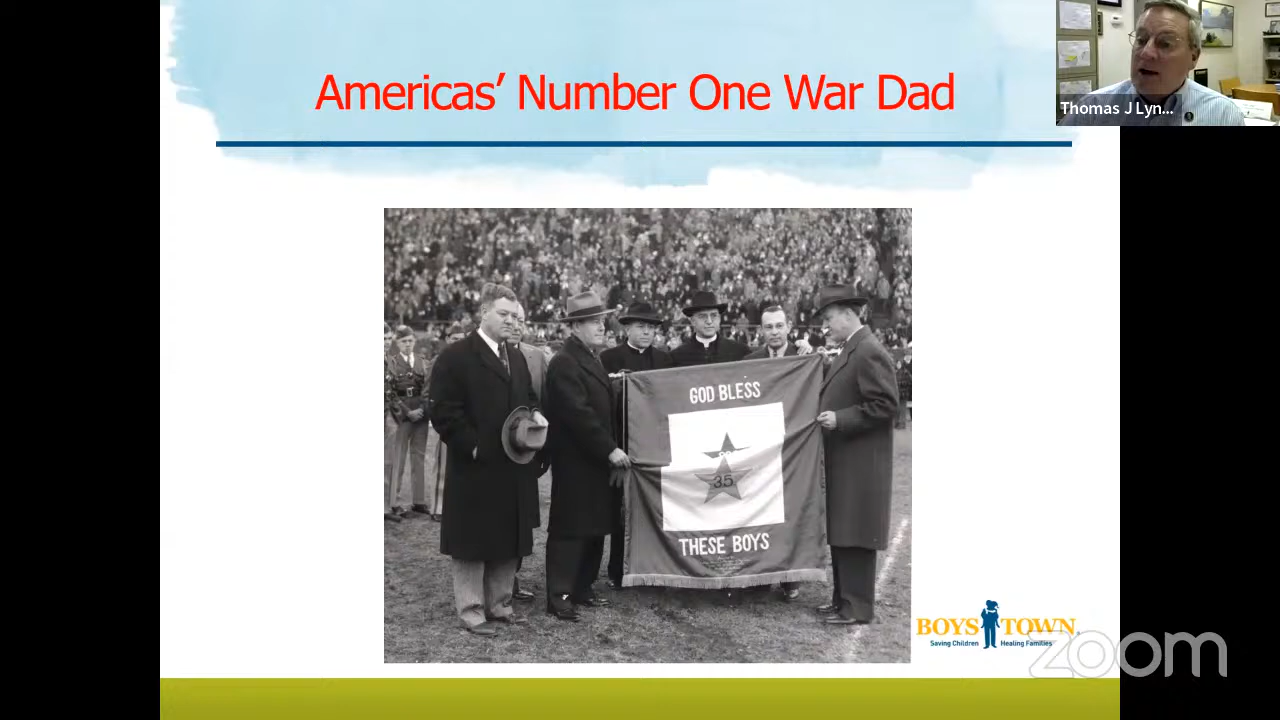 Americas’ Number One War Dad
Thomas J Lyn...
GOD BLESS
35
THESE BOYS
BOYS TOWN
Saving Children Healing Families
zoom